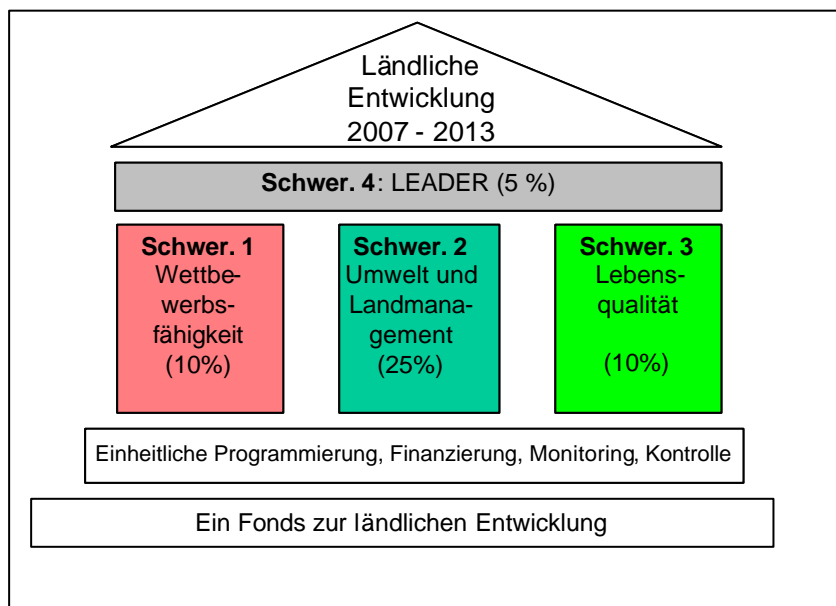 Ländliche
Entwicklung
2007 - 2013
Schwer. 4: LEADER (5 %)
Schwer. 1
Wettbe-
werbs-
fähigkeit
(10%)
Schwer. 2
Umwelt und
Landmana-
gement
(25%)
Schwer. 3
Lebens-
qualität
(10%)
Einheitliche Programmierung, Finanzierung, Monitoring, Kontrolle
Ein Fonds zur ländlichen Entwicklung